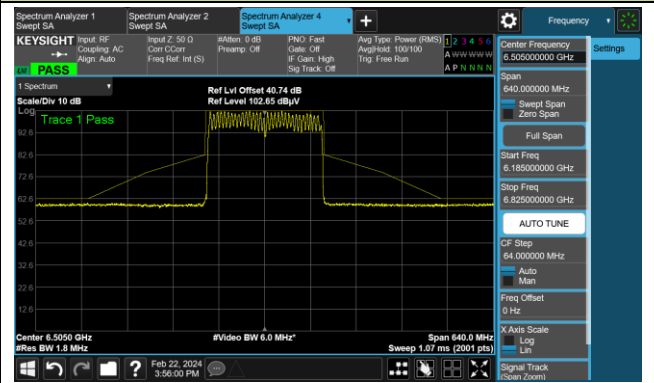 Spectrum Analyzer 1
Swept SA
Spectrum Analyzer 2
Swept SA
Spectrum Analyzer 4
Swept SA
Frequency
KEYSIGHT
Input: RF
Coupling: AC
Align: Auto
Input Z: 50 Ω
Corr CCorr
Freq Ref: Int (S)
#Atten: 0 dB
Preamp: Off
PNO: Fast
Gate: Off
IF Gain: High
Sig Track: Off
Avg Type: Power (RMS)
Avg|Hold: 100/100
Trig: Free Run
1 2 3 4 5 6
A W W W W W
A P N N N N
LXI
PASS
1 Spectrum
Scale/Div 10 dB
Ref Lvl Offset 40.74 dB
Ref Level 102.65 dBµV
Log
Trace 1 Pass
92.6
82.6
72.6
62.6
52.6
42.6
32.6
22.6
12.6
Center 6.5050 GHz
#Res BW 1.8 MHz
#Video BW 6.0 MHz*
Span 640.0 MHz
Sweep 1.07 ms (2001 pts)
Center Frequency
6.505000000 GHz
Settings
Span
640.000000 MHz
Swept Span
Zero Span
Full Span
Start Freq
6.185000000 GHz
Stop Freq
6.825000000 GHz
AUTO TUNE
CF Step
64.000000 MHz
Auto
Man
Freq Offset
0 Hz
X Axis Scale
Log
Lin
Signal Track
(Span Zoom)
Feb 22, 2024
3:56:00 PM